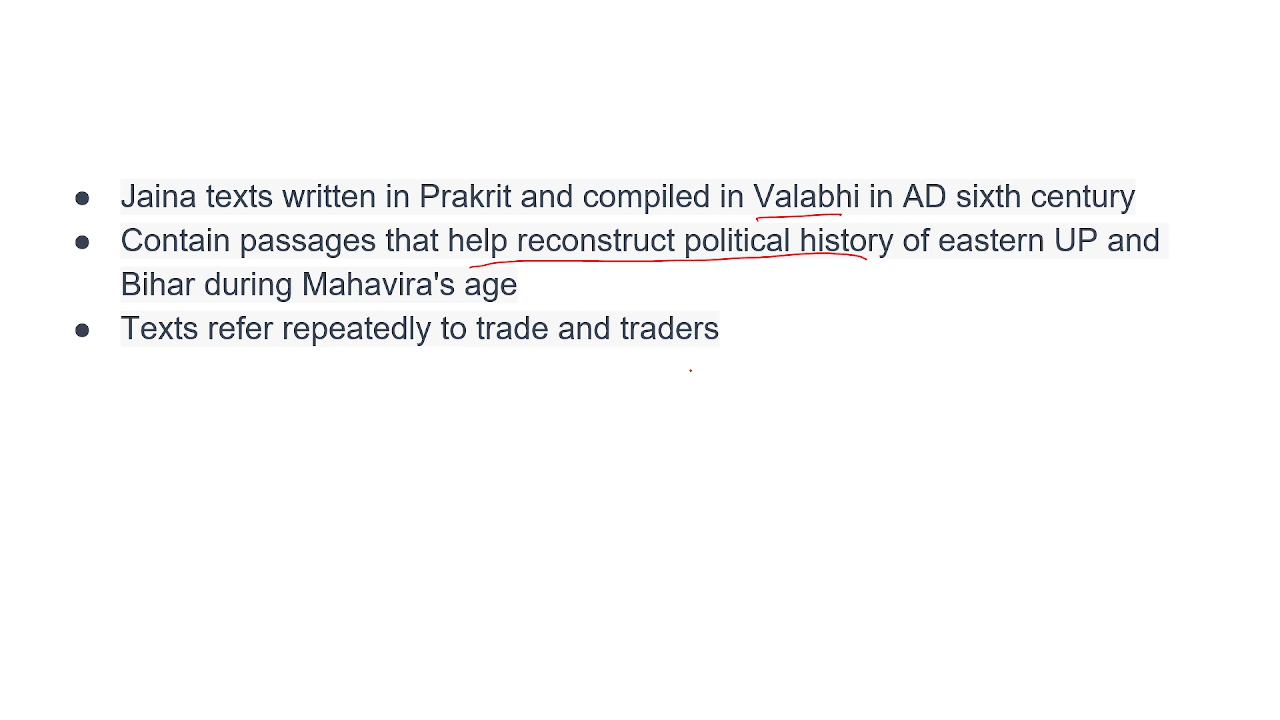 ● Jaina texts written in Prakrit and compiled in Valabhi in AD sixth century
● Contain passages that help reconstruct political history of eastern UP and
Bihar during Mahavira's age
● Texts refer repeatedly to trade and traders